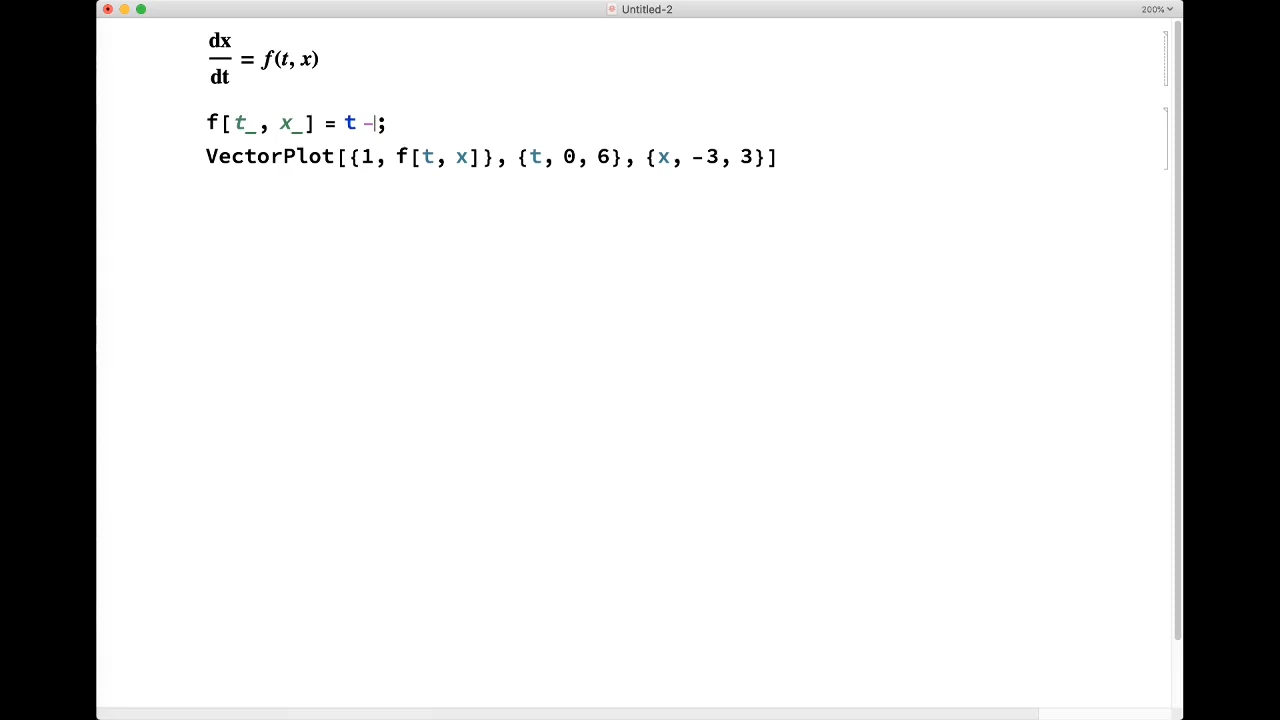 Untitled-2
200%
dx
dt
= f(t, x)
f[t_, x_] = t -;
VectorPlot[{1, f[t, x]}, {t, 0, 6}, {x, -3, 3}]